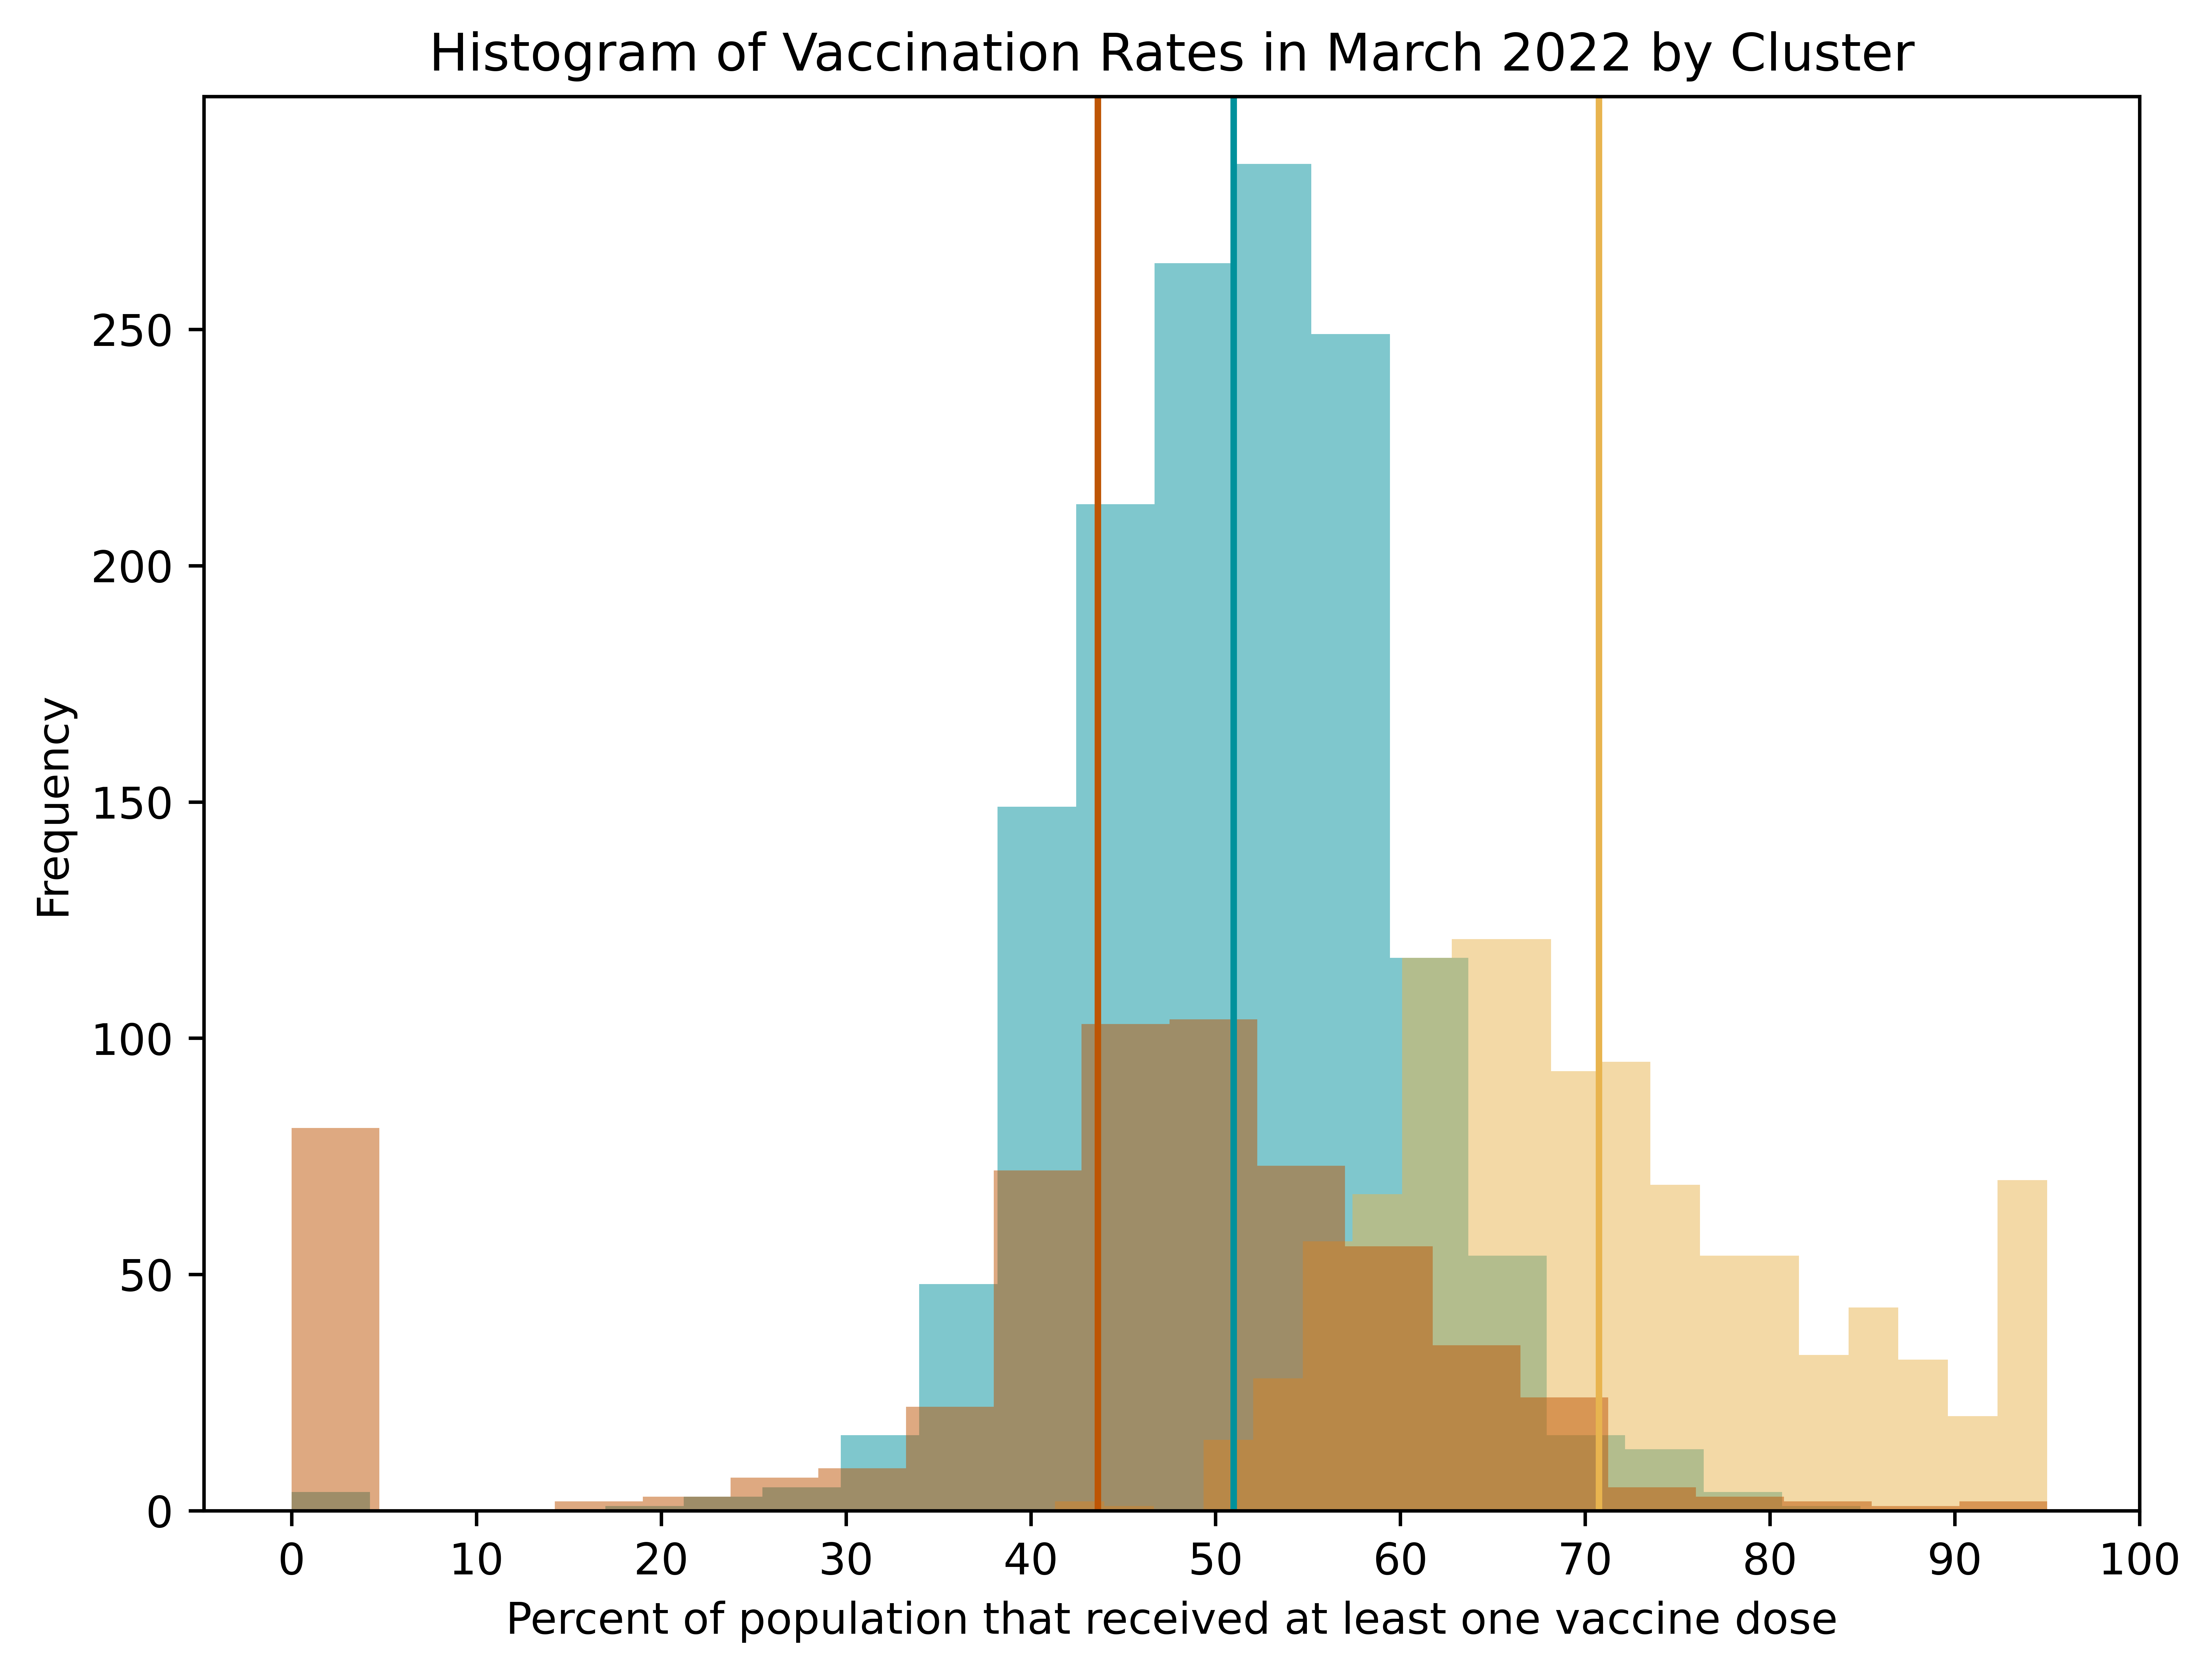 Histogram of Vaccination Rates in March 2022 by Cluster
Frequency
250
200
150
100
50
0
0 10 20 30 40 50 60 70 80 90 100
Percent of population that received at least one vaccine dose